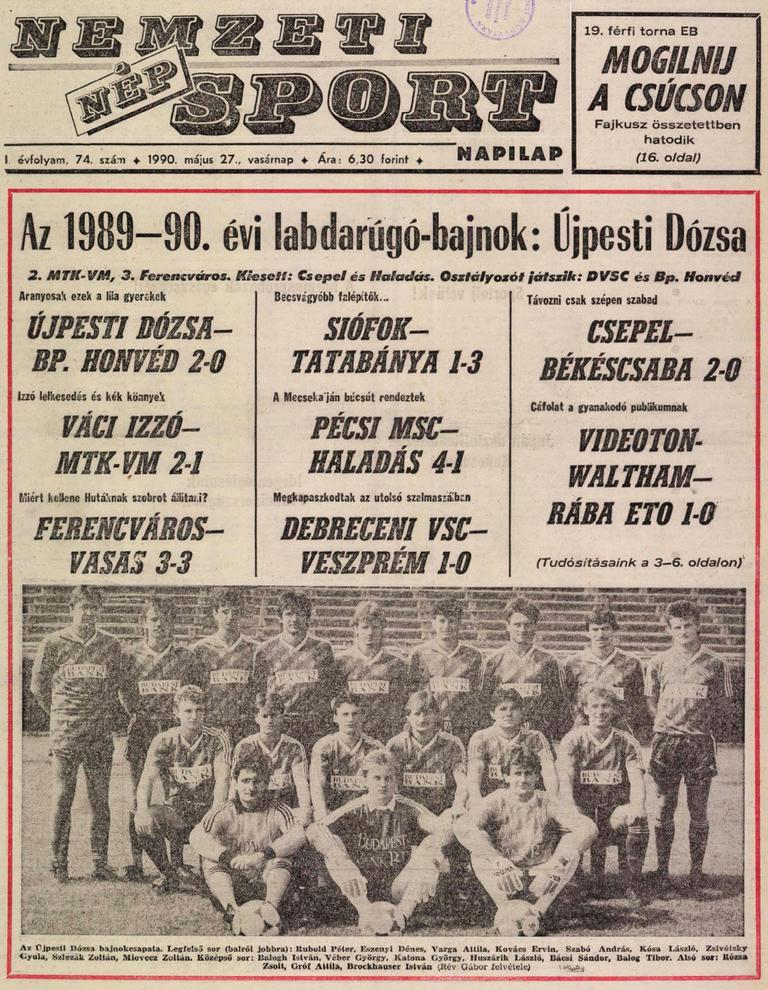 NEMZETI
NÉP
SPORT
NAPILAP
I. évfolyam, 74. szám ✦ 1990. május 27., vasárnap ✦ Ára: 6,30 forint ✦
19. férfi torna EB
MOGILNIJ
A CSÚCSON
Fajkusz összetettben
hatodik
(16. oldal)
Az 1989–90. évi labdarúgó-bajnok: Újpesti Dózsa
2. MTK-VM, 3. Ferencváros. Kiesett: Csepel és Haladás. Osztályozót játszik: DVSC és Bp. Honvéd
Aranyosak ezek a lila gyerekek
ÚJPESTI DÓZSA–
BP. HONVÉD 2-0
Izzó lelkesedés és kék könnyek
VÁCI IZZÓ–
MTK-VM 2-1
Miért kellene Hutáknak szobrot állítani?
FERENCVÁROS–
VASAS 3-3
Becsvágyóbb falépítők...
SIÓFOK–
TATABÁNYA 1-3
A Mecsekalján búcsút rendeztek
PÉCSI MSC–
HALADÁS 4-1
Megkapaszkodtak az utolsó szalmaszálban
DEBRECENI VSC–
VESZPRÉM 1-0
Távozni csak szépen szabad
CSEPEL–
BÉKÉSCSABA 2-0
Cáfolat a gyanakodó publikumnak
VIDEOTON-
WALTHAM–
RÁBA ETO 1-0
(Tudósításaink a 3–6. oldalon)
BUDAPEST
BANK
BUDAPEST
BANK RT
Az Újpesti Dózsa bajnokcsapata. Legfelső sor (balról jobbra): Rubold Péter, Eszenyi Dénes, Varga Attila, Kovács Ervin, Szabó András, Kósa László, Zsivótzky
Gyula, Szlezák Zoltán, Miovecz Zoltán. Középső sor: Balogh István, Véber György, Katona György, Huszárik László, Bácsi Sándor, Balog Tibor. Alsó sor: Rózsa
Zsolt, Gróf Attila, Brockhauser István (Rév Gábor felvétele)